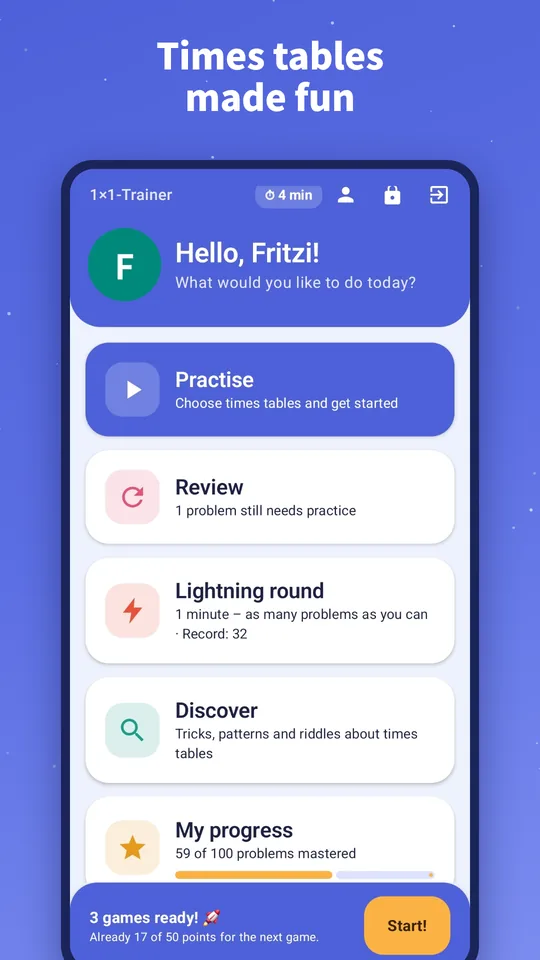 Times tables
made fun
1×1-Trainer
⏱ 4 min
F
Hello, Fritzi!
What would you like to do today?
Practise
Choose times tables and get started
Review
1 problem still needs practice
Lightning round
1 minute – as many problems as you can
· Record: 32
Discover
Tricks, patterns and riddles about times
tables
My progress
59 of 100 problems mastered
3 games ready! 🚀
Already 17 of 50 points for the next game.
Start!